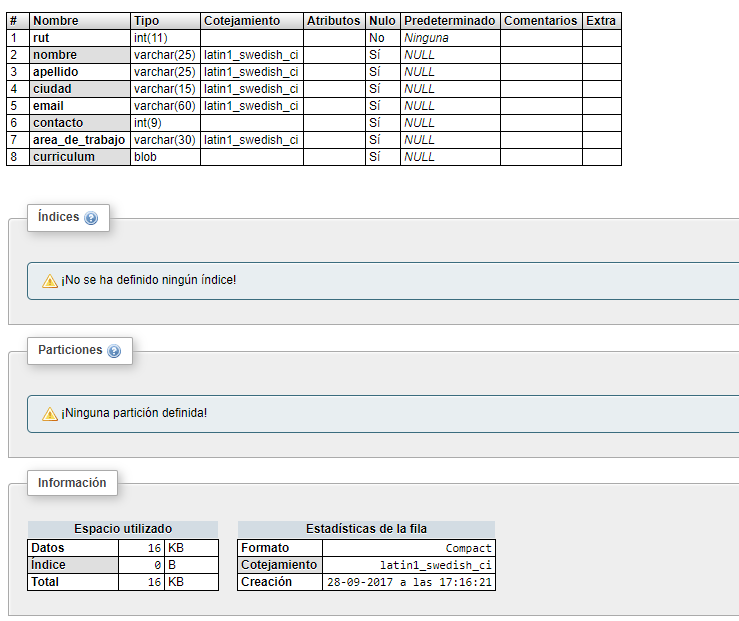 # Nombre Tipo Cotejamiento Atributos Nulo Predeterminado Comentarios Extra
1 rut int(11) No Ninguna
2 nombre varchar(25) latin1_swedish_ci Sí NULL
3 apellido varchar(25) latin1_swedish_ci Sí NULL
4 ciudad varchar(15) latin1_swedish_ci Sí NULL
5 email varchar(60) latin1_swedish_ci Sí NULL
6 contacto int(9) Sí NULL
7 area_de_trabajo varchar(30) latin1_swedish_ci Sí NULL
8 curriculum blob Sí NULL
Índices
¡No se ha definido ningún índice!
Particiones
¡Ninguna partición definida!
Información
Espacio utilizado
Datos 16 KB
Índice 0 B
Total 16 KB
Estadísticas de la fila
Formato Compact
Cotejamiento latin1_swedish_ci
Creación 28-09-2017 a las 17:16:21